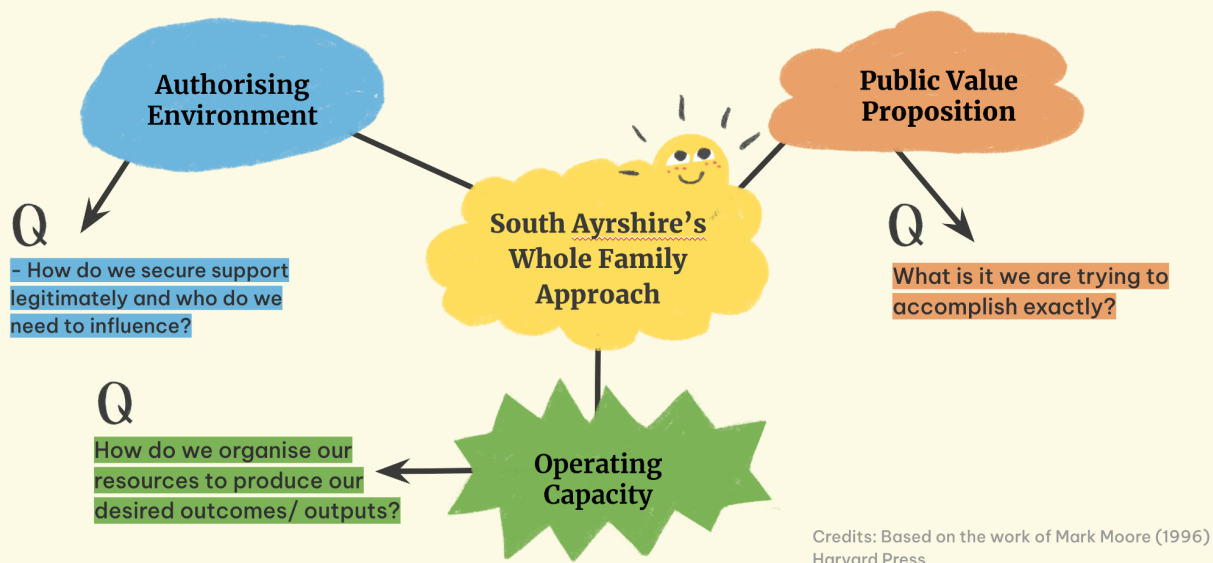 Authorising
Environment
Public Value
Proposition
South Ayrshire’s
Whole Family
Approach
Q
- How do we secure support
legitimately and who do we
need to influence?
Q
What is it we are trying to
accomplish exactly?
Q
How do we organise our
resources to produce our
desired outcomes/ outputs?
Operating
Capacity
Credits: Based on the work of Mark Moore (1996)
Harvard Press